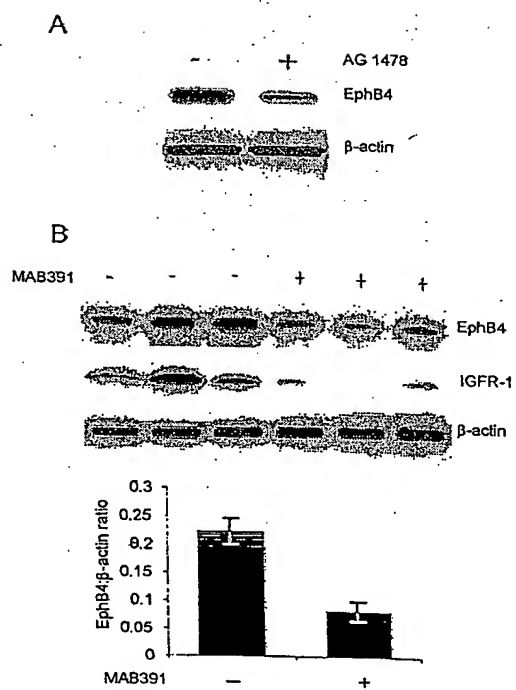 A
- + AG 1478
EphB4
β-actin
B
MAB391 - - - + + +
EphB4
IGFR-1
β-actin
EphB4:β-actin ratio
0.3
0.25
0.2
0.15
0.1
0.05
0
MAB391 - +